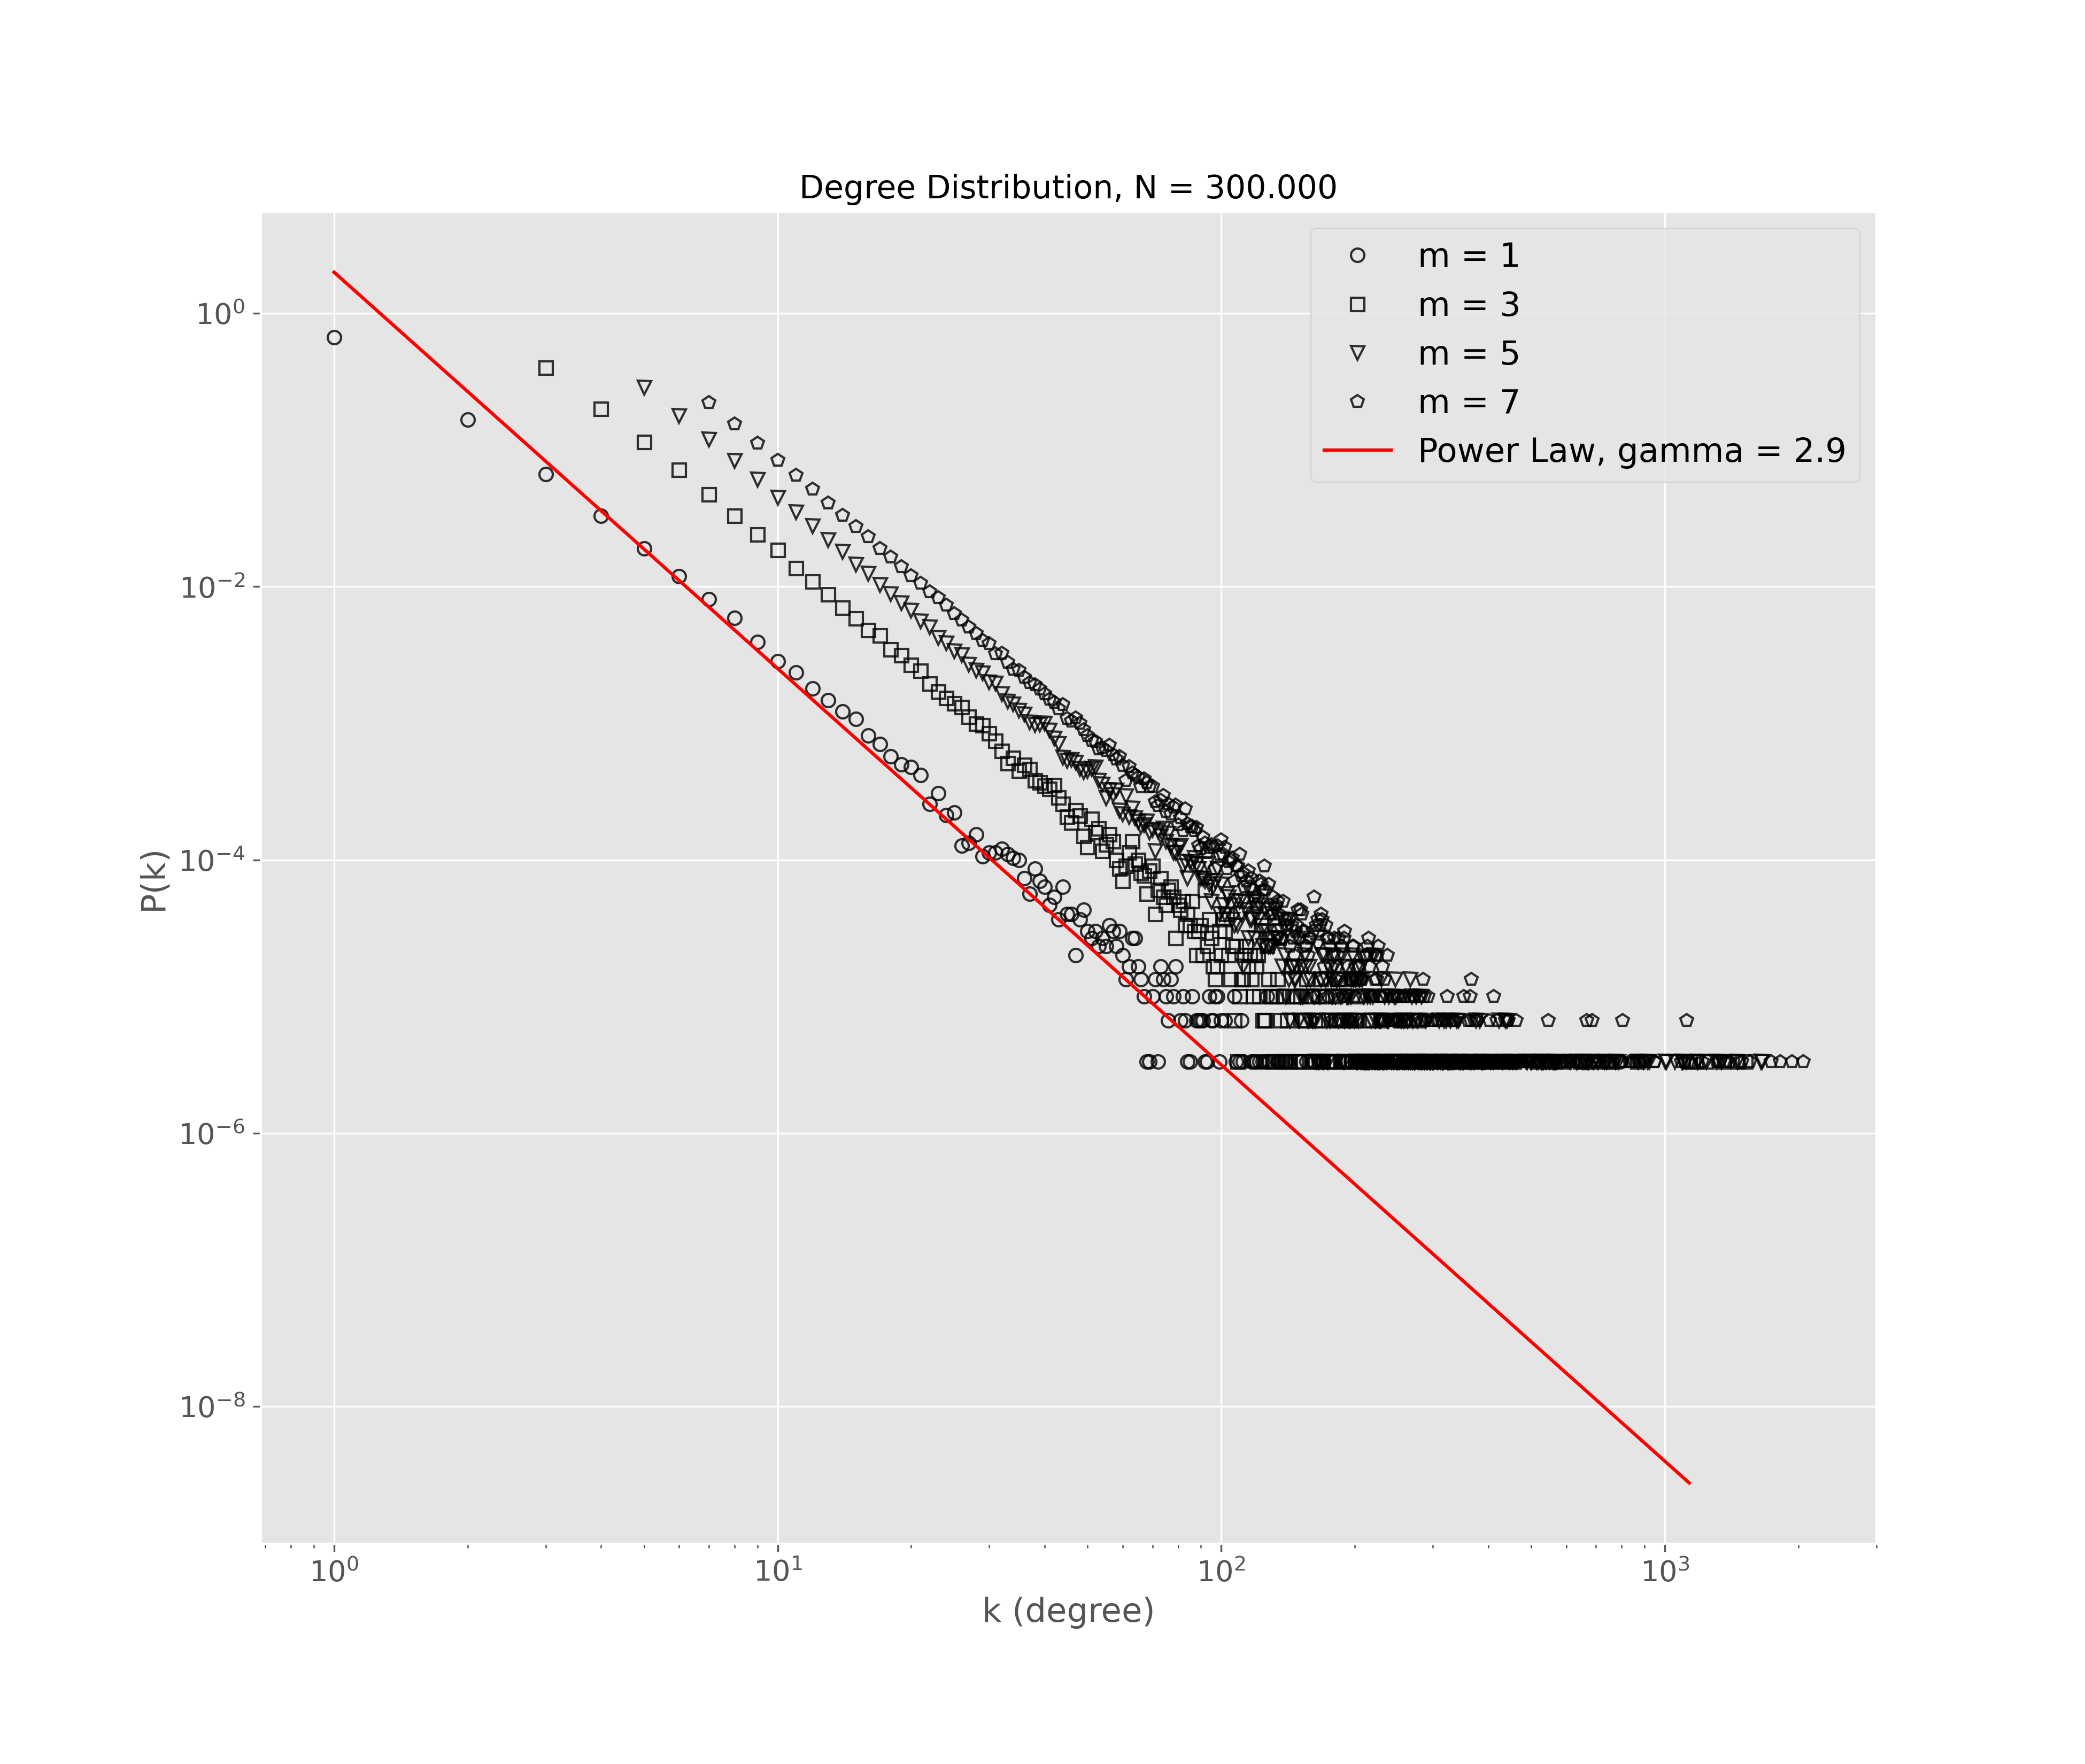 Degree Distribution, N = 300.000
m = 1
m = 3
m = 5
m = 7
Power Law, gamma = 2.9
P(k)
10⁰
10⁻²
10⁻⁴
10⁻⁶
10⁻⁸
10⁰ 10¹ 10² 10³
k (degree)